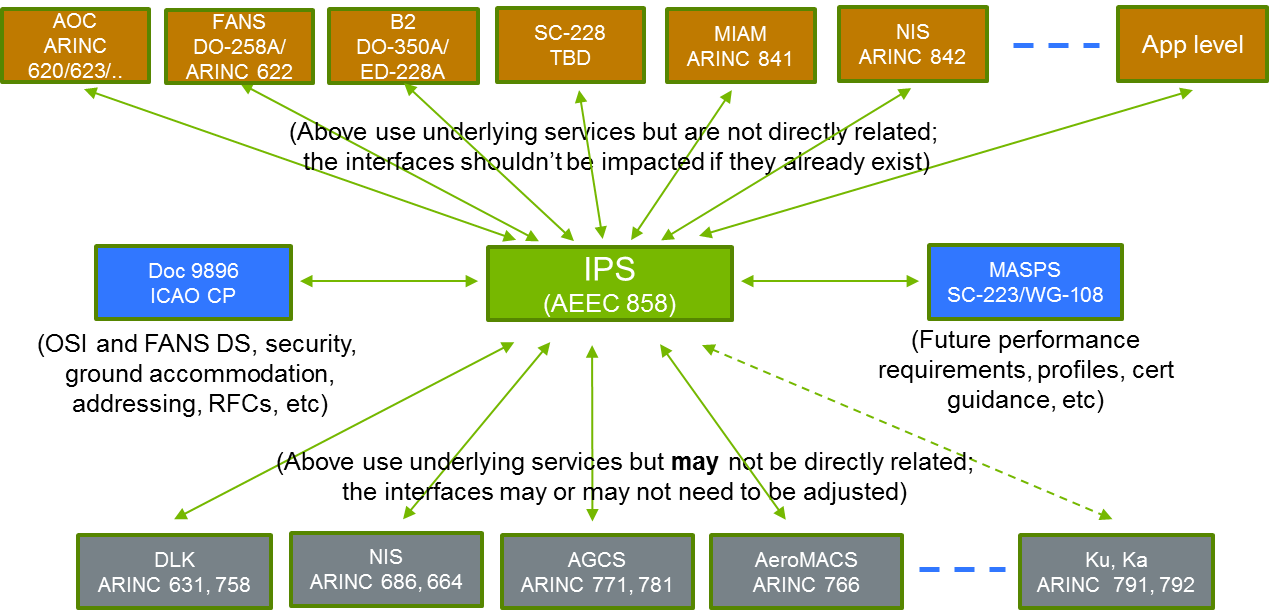 AOC
ARINC
620/623/..
FANS
DO-258A/
ARINC 622
B2
DO-350A/
ED-228A
SC-228
TBD
MIAM
ARINC 841
NIS
ARINC 842
App level
(Above use underlying services but are not directly related;
the interfaces shouldn't be impacted if they already exist)
Doc 9896
ICAO CP
IPS
(AEEC 858)
MASPS
SC-223/WG-108
(OSI and FANS DS, security,
ground accommodation,
addressing, RFCs, etc)
(Future performance
requirements, profiles, cert
guidance, etc)
(Above use underlying services but may not be directly related;
the interfaces may or may not need to be adjusted)
DLK
ARINC 631, 758
NIS
ARINC 686, 664
AGCS
ARINC 771, 781
AeroMACS
ARINC 766
Ku, Ka
ARINC 791, 792